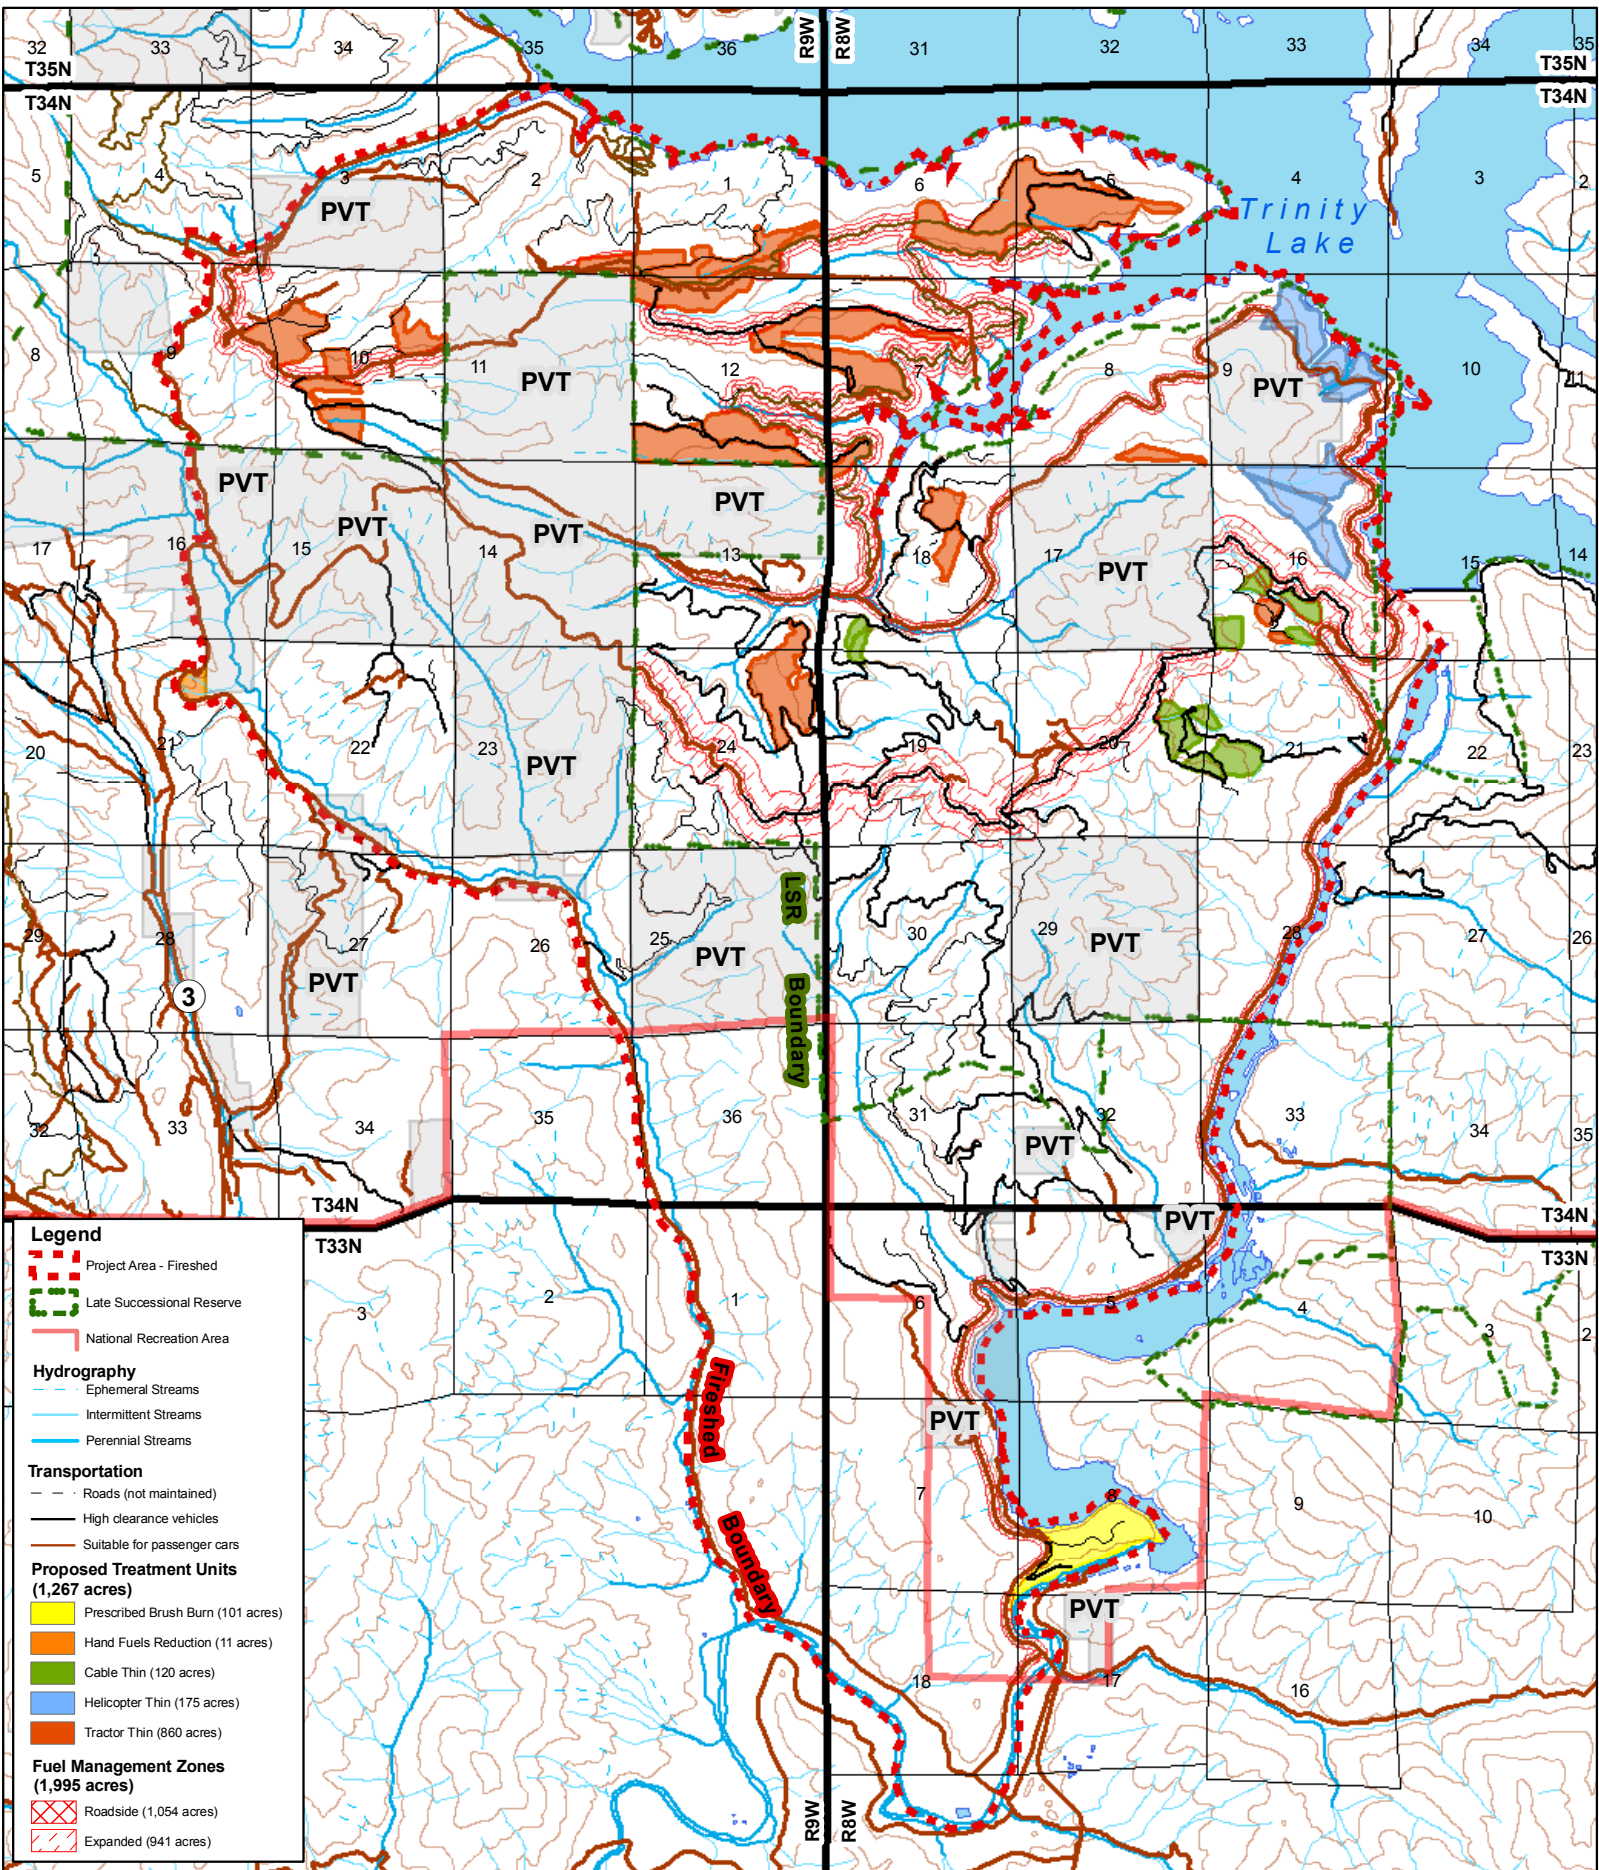 32 33 34 35 36 R9W R8W 31 32 33 34 35
T35N T35N
T34N T34N
5 4 3 2 1 6 5 4 3 2
PVT
Trinity
Lake
8 9 10 11 12 7 8 9 10 11
PVT PVT
PVT PVT PVT PVT
17 16 15 14 13 18 17 16 15 14
PVT
20 21 22 23 24 19 20 21 22 23
PVT
29 28 27 26 25 30 29 28 27 26
PVT PVT PVT
LSR Boundary
3
32 33 34 35 36 31 32 33 34 35
PVT
T34N PVT T34N
T33N T33N
3 2 1 6 5 4 3 2
Fireshed Boundary
PVT
7 8 9 10
PVT
18 17 16
R9W R8W
Legend
Project Area - Fireshed
Late Successional Reserve
National Recreation Area
Hydrography
Ephemeral Streams
Intermittent Streams
Perennial Streams
Transportation
Roads (not maintained)
High clearance vehicles
Suitable for passenger cars
Proposed Treatment Units
(1,267 acres)
Prescribed Brush Burn (101 acres)
Hand Fuels Reduction (11 acres)
Cable Thin (120 acres)
Helicopter Thin (175 acres)
Tractor Thin (860 acres)
Fuel Management Zones
(1,995 acres)
Roadside (1,054 acres)
Expanded (941 acres)